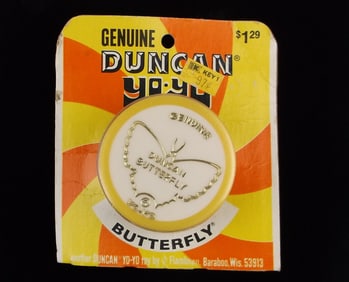 GENUINE
$1.29
DUNCAN®
YO-YO
GENUINE
DUNCAN
BUTTERFLY
BUTTERFLY®
another DUNCAN® YO-YO toy by Flambeau, Baraboo, Wis. 53913